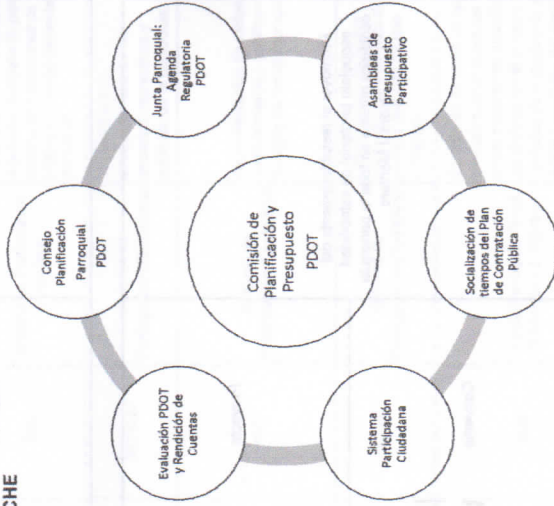 CHE
Consejo
Planificación
Parroquial
PDOT
Junta Parroquial:
Agenda
Regulatoria
PDOT
Asambleas de
presupuesto
Participativo
Socialización de
tiempos del Plan
de Contratación
Pública
Sistema
Participación
Ciudadana
Evaluación PDOT
y Rendición de
Cuentas
Comisión de
Planificación y
Presupuesto
PDOT